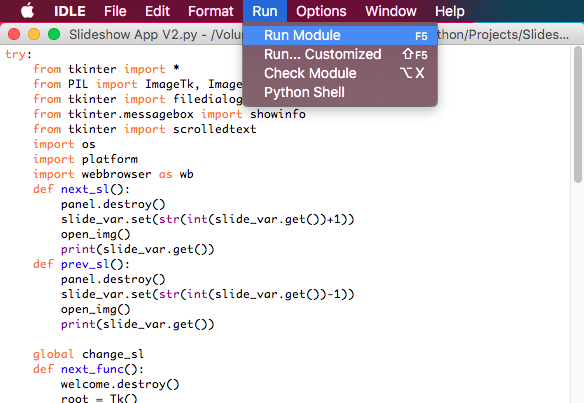 IDLE File Edit Format Run Options Window Help
Slideshow App V2.py - /Volu thon/Projects/Slides...
Run Module F5
Run... Customized ⇧F5
Check Module ⌥X
Python Shell
try:
    from tkinter import *
    from PIL import ImageTk, Image
    from tkinter import filedialog
    from tkinter.messagebox import showinfo
    from tkinter import scrolledtext
    import os
    import platform
    import webbrowser as wb
    def next_sl():
        panel.destroy()
        slide_var.set(str(int(slide_var.get())+1))
        open_img()
        print(slide_var.get())
    def prev_sl():
        panel.destroy()
        slide_var.set(str(int(slide_var.get())-1))
        open_img()
        print(slide_var.get())
    global change_sl
    def next_func():
        welcome.destroy()
        root = Tk()